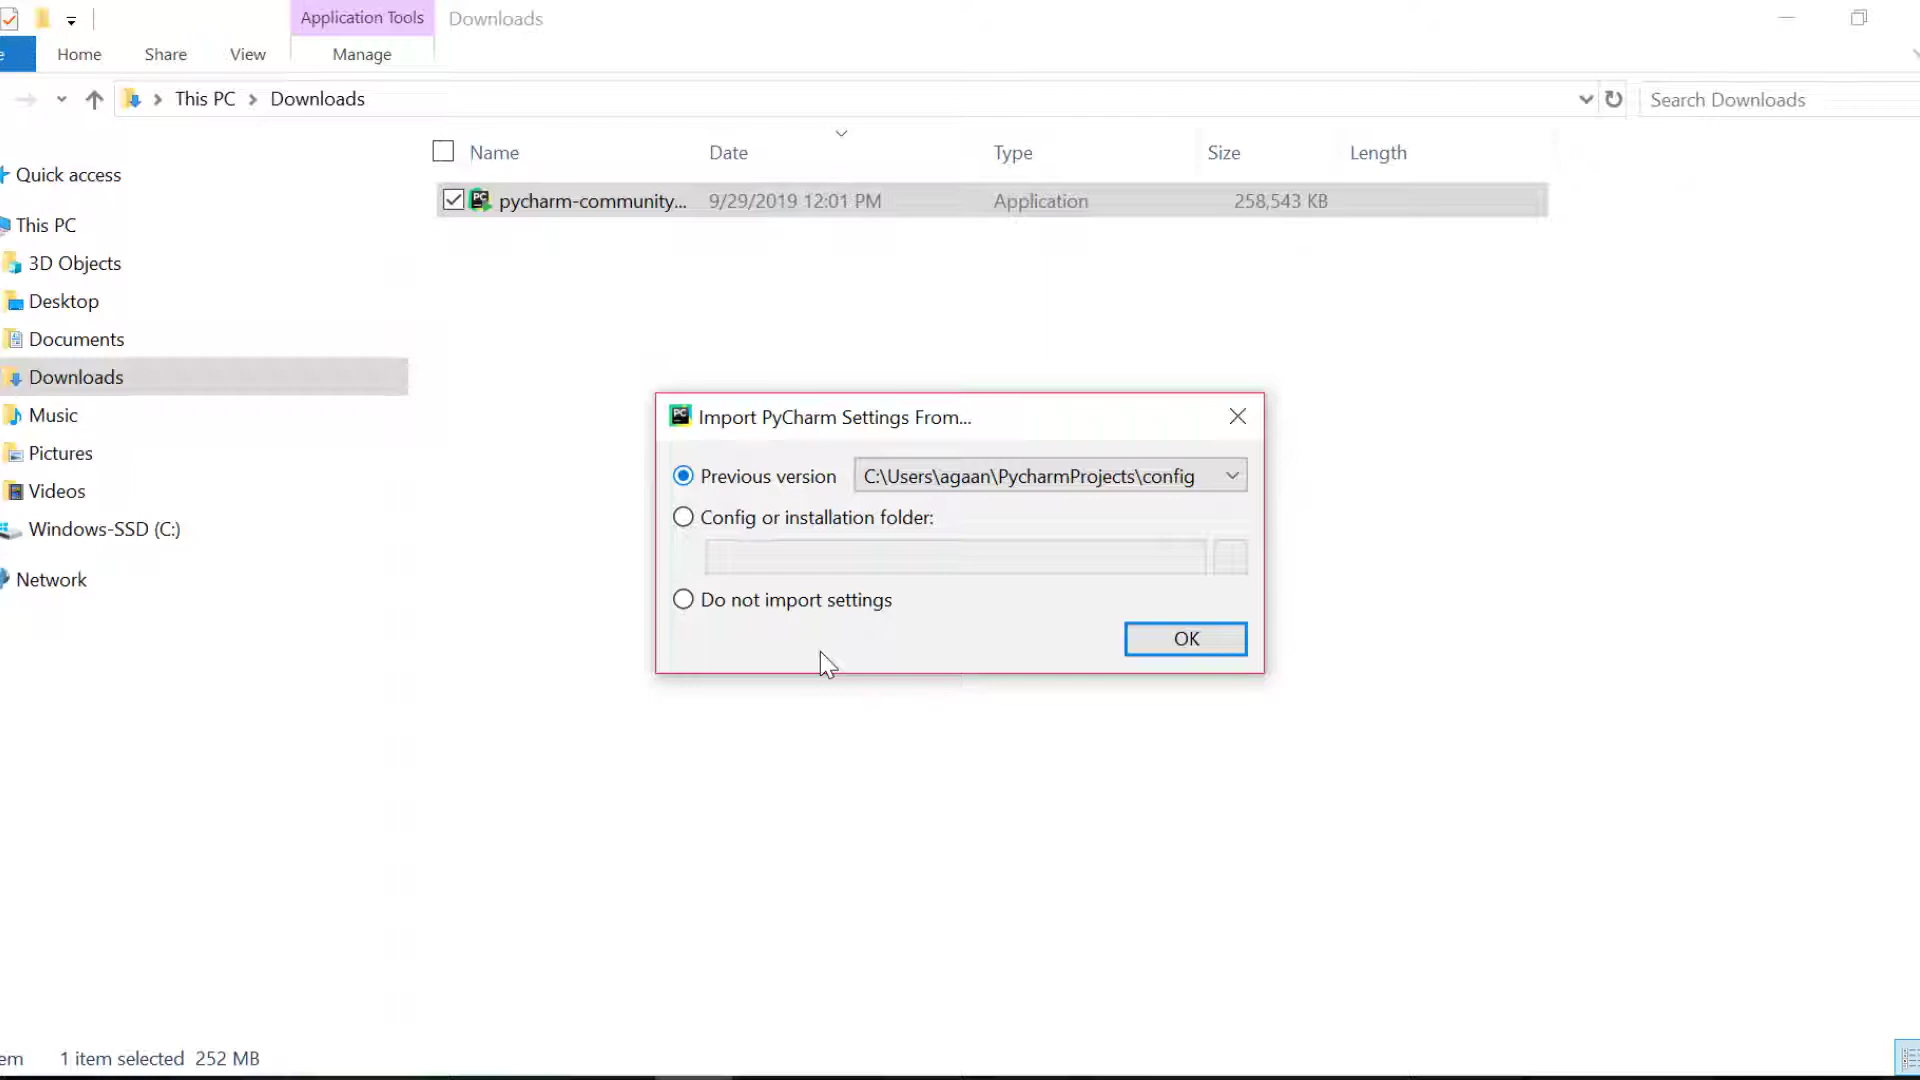 Application Tools
Downloads
Home
Share
View
Manage
This PC
Downloads
Search Downloads
Name
Date
Type
Size
Length
pycharm-community...
9/29/2019 12:01 PM
Application
258,543 KB
Quick access
This PC
3D Objects
Desktop
Documents
Downloads
Music
Pictures
Videos
Windows-SSD (C:)
Network
PC
Import PyCharm Settings From...
Previous version
C:\Users\agaan\PycharmProjects\config
Config or installation folder:
Do not import settings
OK
em
1 item selected 252 MB